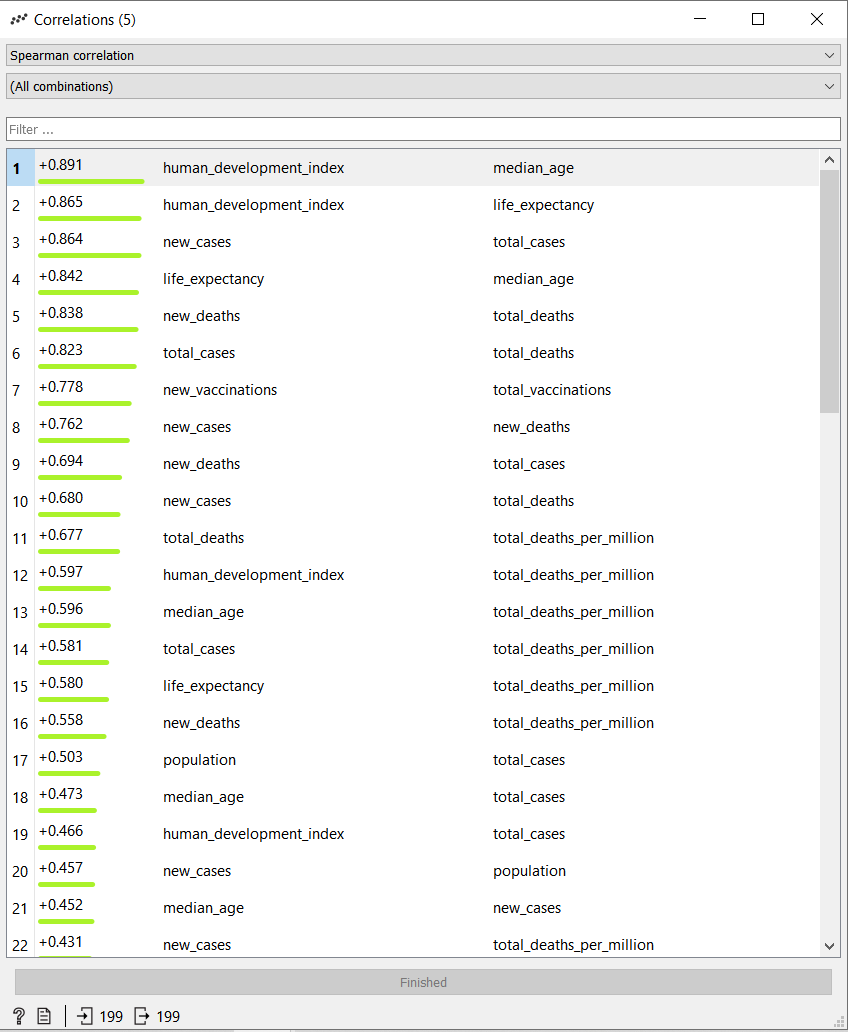 Correlations (5)
Spearman correlation
(All combinations)
Filter ...
1 +0.891 human_development_index median_age
2 +0.865 human_development_index life_expectancy
3 +0.864 new_cases total_cases
4 +0.842 life_expectancy median_age
5 +0.838 new_deaths total_deaths
6 +0.823 total_cases total_deaths
7 +0.778 new_vaccinations total_vaccinations
8 +0.762 new_cases new_deaths
9 +0.694 new_deaths total_cases
10 +0.680 new_cases total_deaths
11 +0.677 total_deaths total_deaths_per_million
12 +0.597 human_development_index total_deaths_per_million
13 +0.596 median_age total_deaths_per_million
14 +0.581 total_cases total_deaths_per_million
15 +0.580 life_expectancy total_deaths_per_million
16 +0.558 new_deaths total_deaths_per_million
17 +0.503 population total_cases
18 +0.473 median_age total_cases
19 +0.466 human_development_index total_cases
20 +0.457 new_cases population
21 +0.452 median_age new_cases
22 +0.431 new_cases total_deaths_per_million
Finished
? 199 199